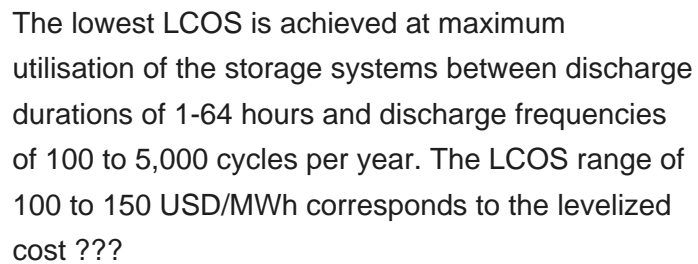 The lowest LCOS is achieved at maximum
utilisation of the storage systems between discharge
durations of 1-64 hours and discharge frequencies
of 100 to 5,000 cycles per year. The LCOS range of
100 to 150 USD/MWh corresponds to the levelized
cost ???